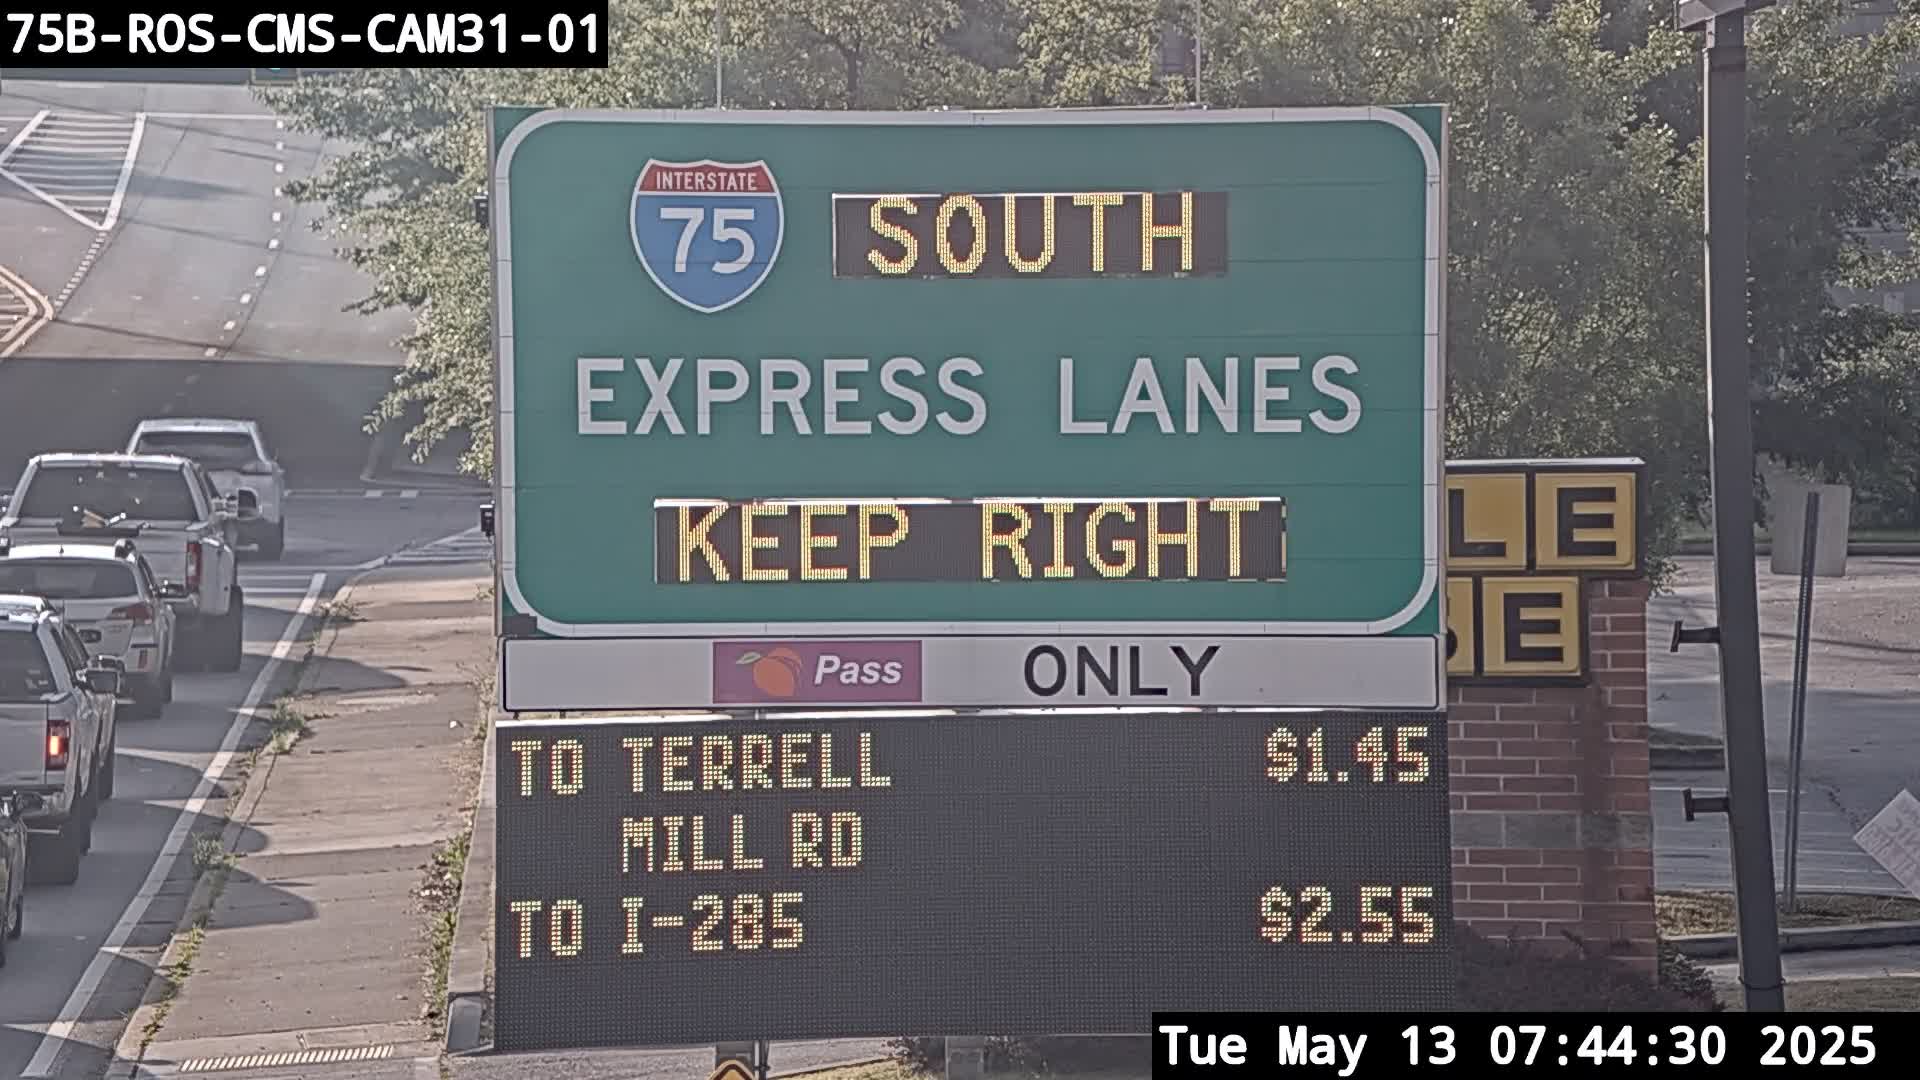 75B-ROS-CMS-CAM31-01
INTERSTATE
75
SOUTH
EXPRESS LANES
KEEP RIGHT
Pass ONLY
TO TERRELL $1.45
MILL RD
TO I-285 $2.55
LE
E
Tue May 13 07:44:30 2025